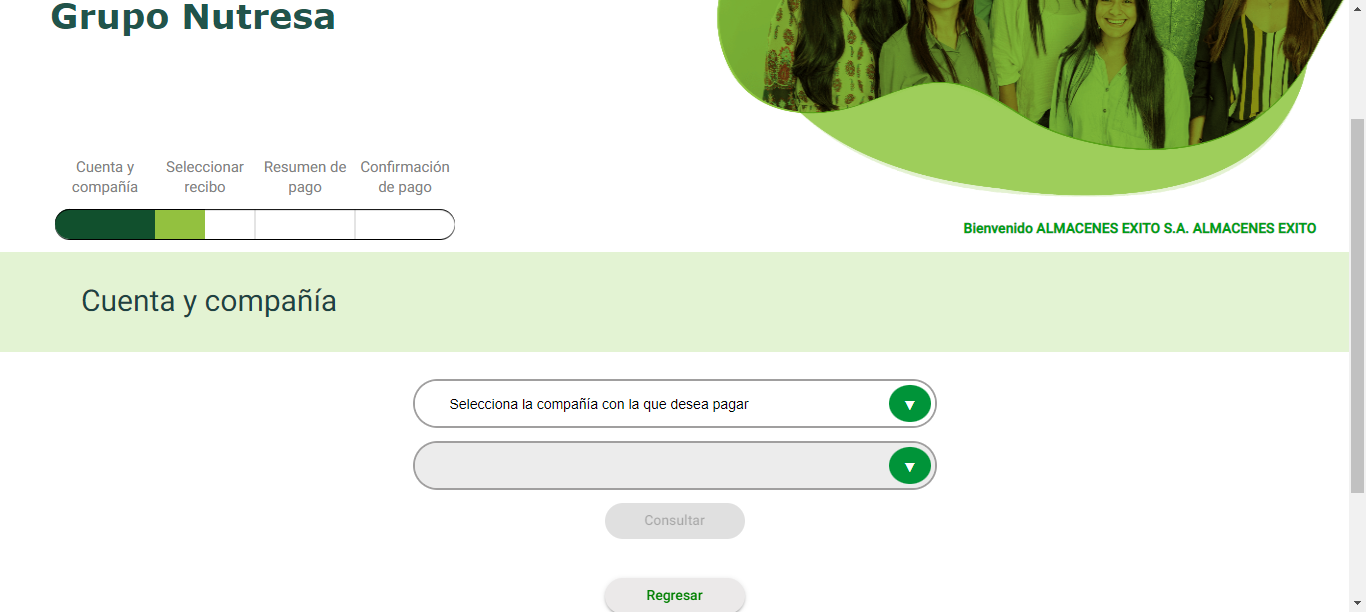 Grupo Nutresa
Cuenta y compañía
Seleccionar recibo
Resumen de pago
Confirmación de pago
Bienvenido ALMACENES EXITO S.A. ALMACENES EXITO
Cuenta y compañía
Selecciona la compañía con la que desea pagar
Consultar
Regresar